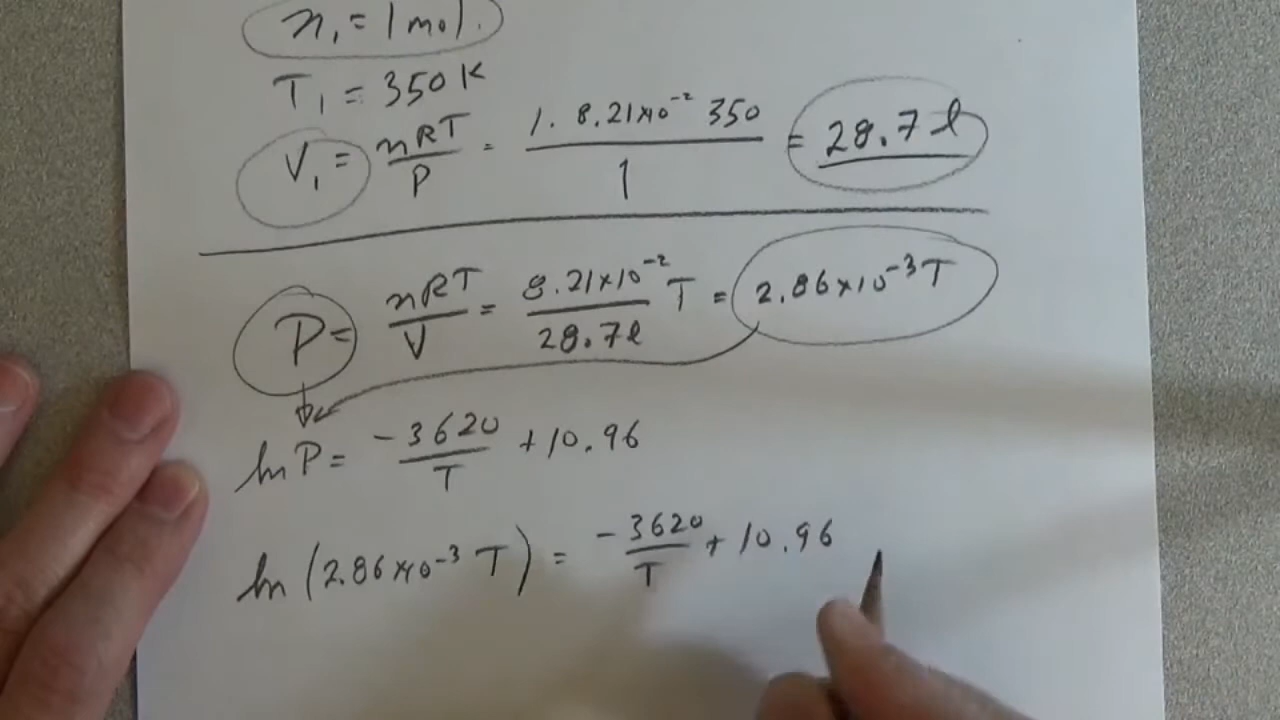 n₁ = 1 mol.
T₁ = 350 K
V₁ = nRT/P = 1. 8.21×10⁻² 350/1 = 28.7 l
P = nRT/V = 8.21×10⁻²/28.7 l T = 2.86×10⁻³ T
ln P = -3620/T + 10.96
ln (2.86×10⁻³ T) = -3620/T + 10.96